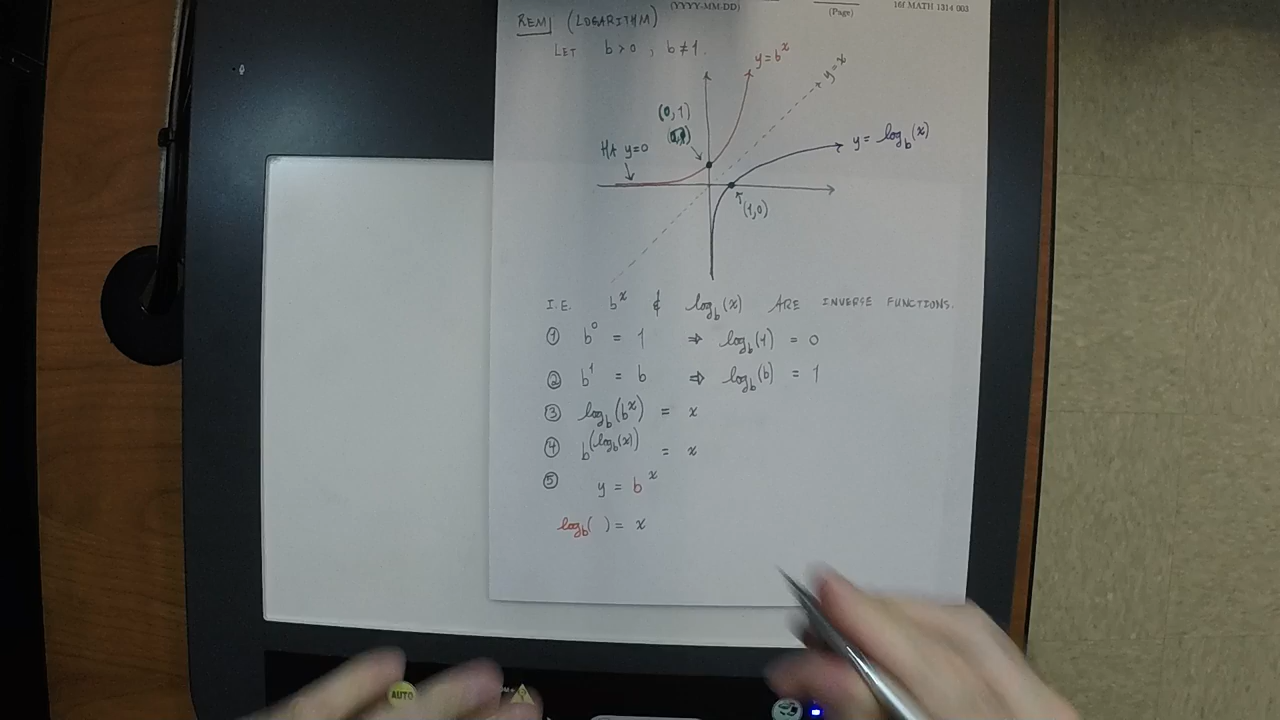 (YYYY-MM-DD)
(Page)
16f MATH 1314 003
REM (LOGARITHM)
LET b > 0 ; b ≠ 1.
y = b^x
y = x
(0,1)
HA y=0
y = log_b(x)
(1,0)
I.E. b^x & log_b(x) ARE INVERSE FUNCTIONS.
① b^0 = 1 ⇒ log_b(1) = 0
② b^1 = b ⇒ log_b(b) = 1
③ log_b(b^x) = x
④ b^(log_b(x)) = x
⑤ y = b^x
log_b( ) = x
AUTO